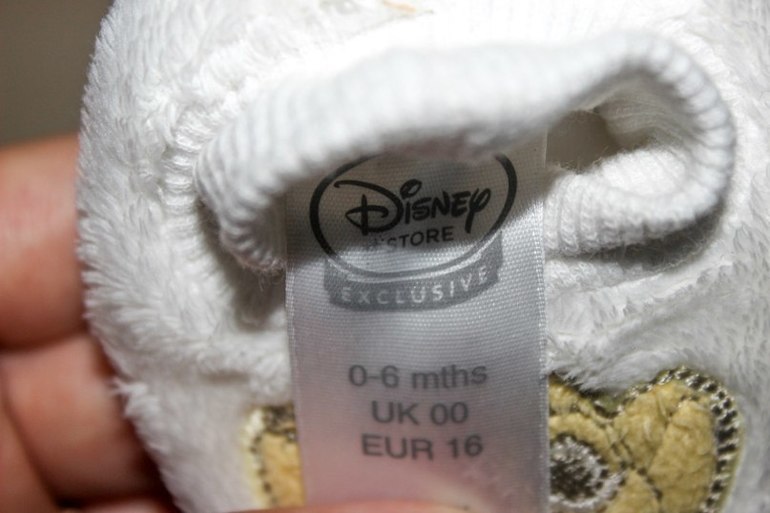 Disney
STORE
EXCLUSIVE
0-6 mths
UK 00
EUR 16